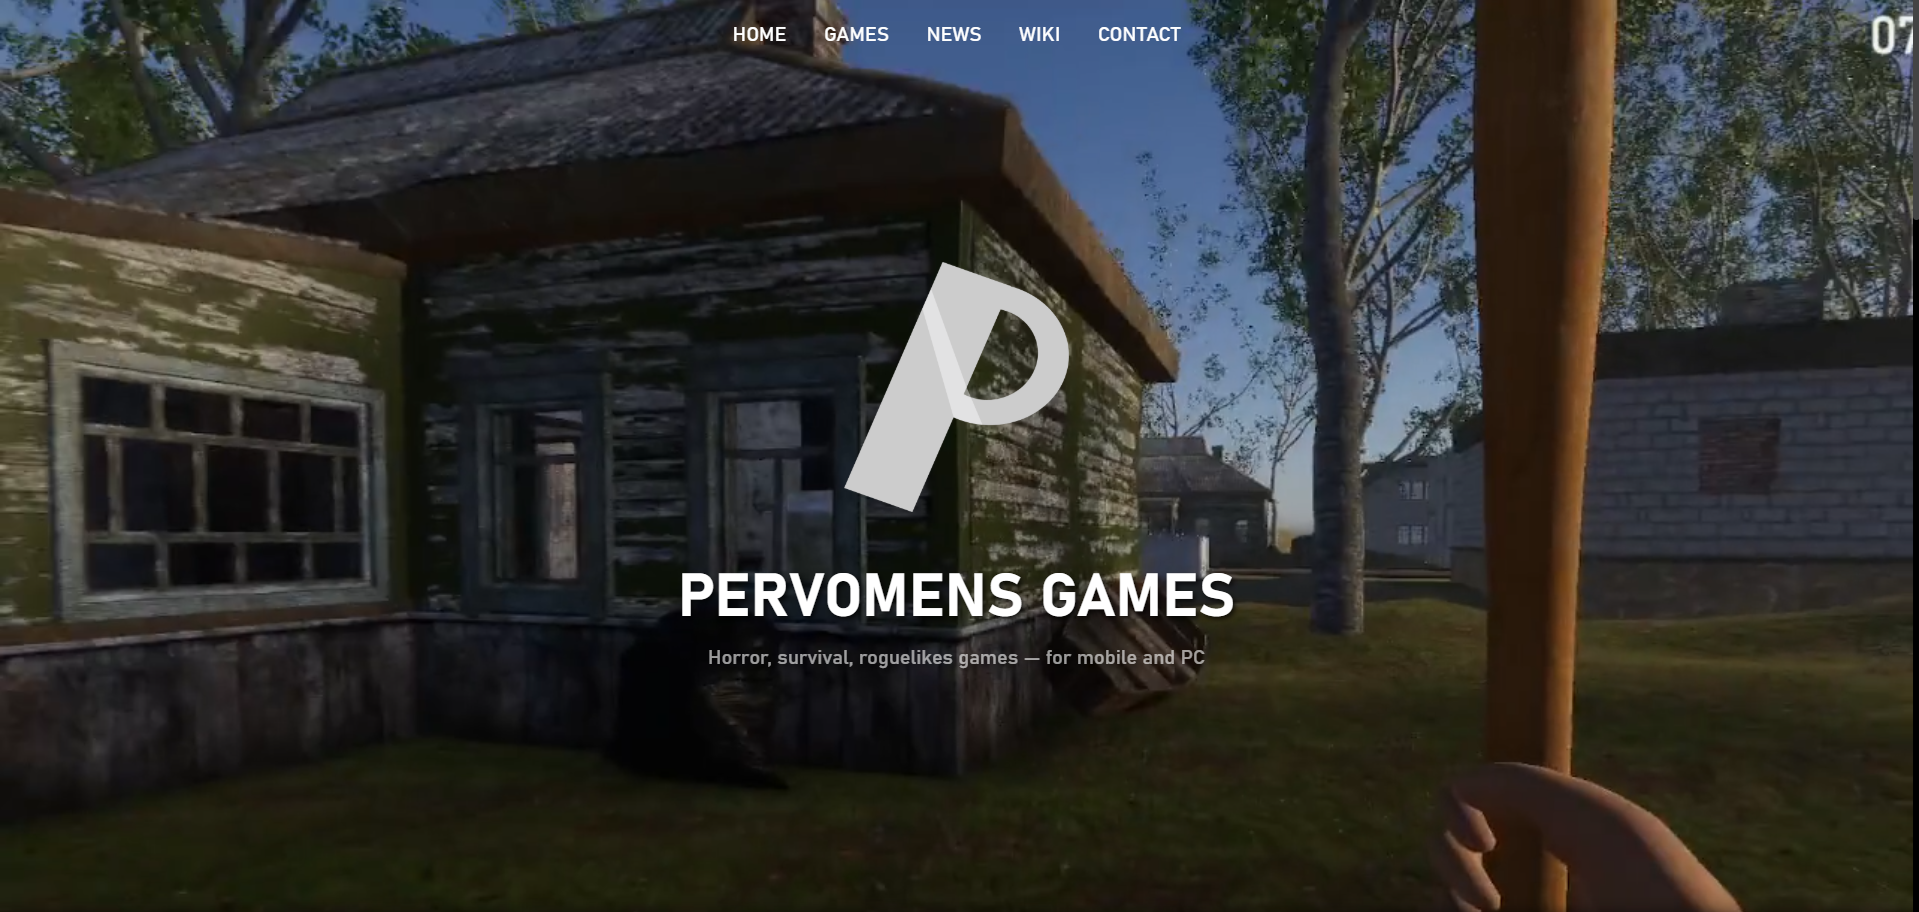 HOME GAMES NEWS WIKI CONTACT
07
PERVOMENS GAMES
Horror, survival, roguelikes games — for mobile and PC